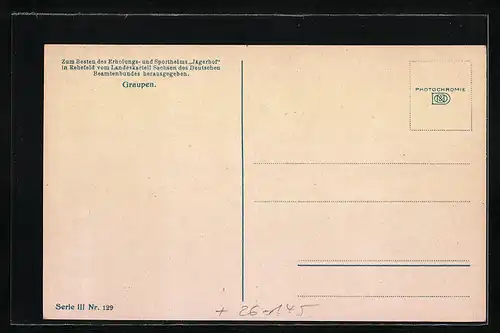 Zum Besten des Erholungs- und Sportheims „Jägerhof“
in Rehefeld vom Landeskartell Sachsen des Deutschen
Beamtenbundes herausgegeben.
Graupen.
PHOTOCHROMIE
Serie III Nr. 129
+ 26-145